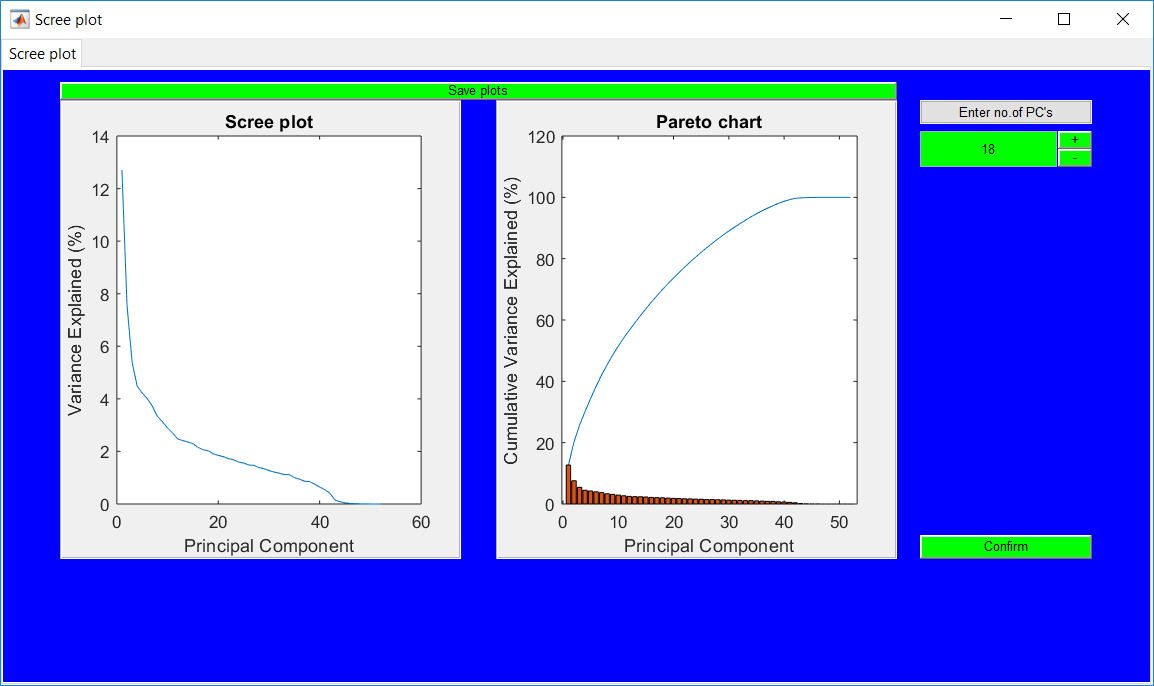 Scree plot
Scree plot
Save plots
Scree plot
14
12
10
8
6
4
2
0
0 20 40 60
Variance Explained (%)
Principal Component
Pareto chart
120
100
80
60
40
20
0
0 10 20 30 40 50
Cumulative Variance Explained (%)
Principal Component
Enter no.of PC's
18
+
-
Confirm